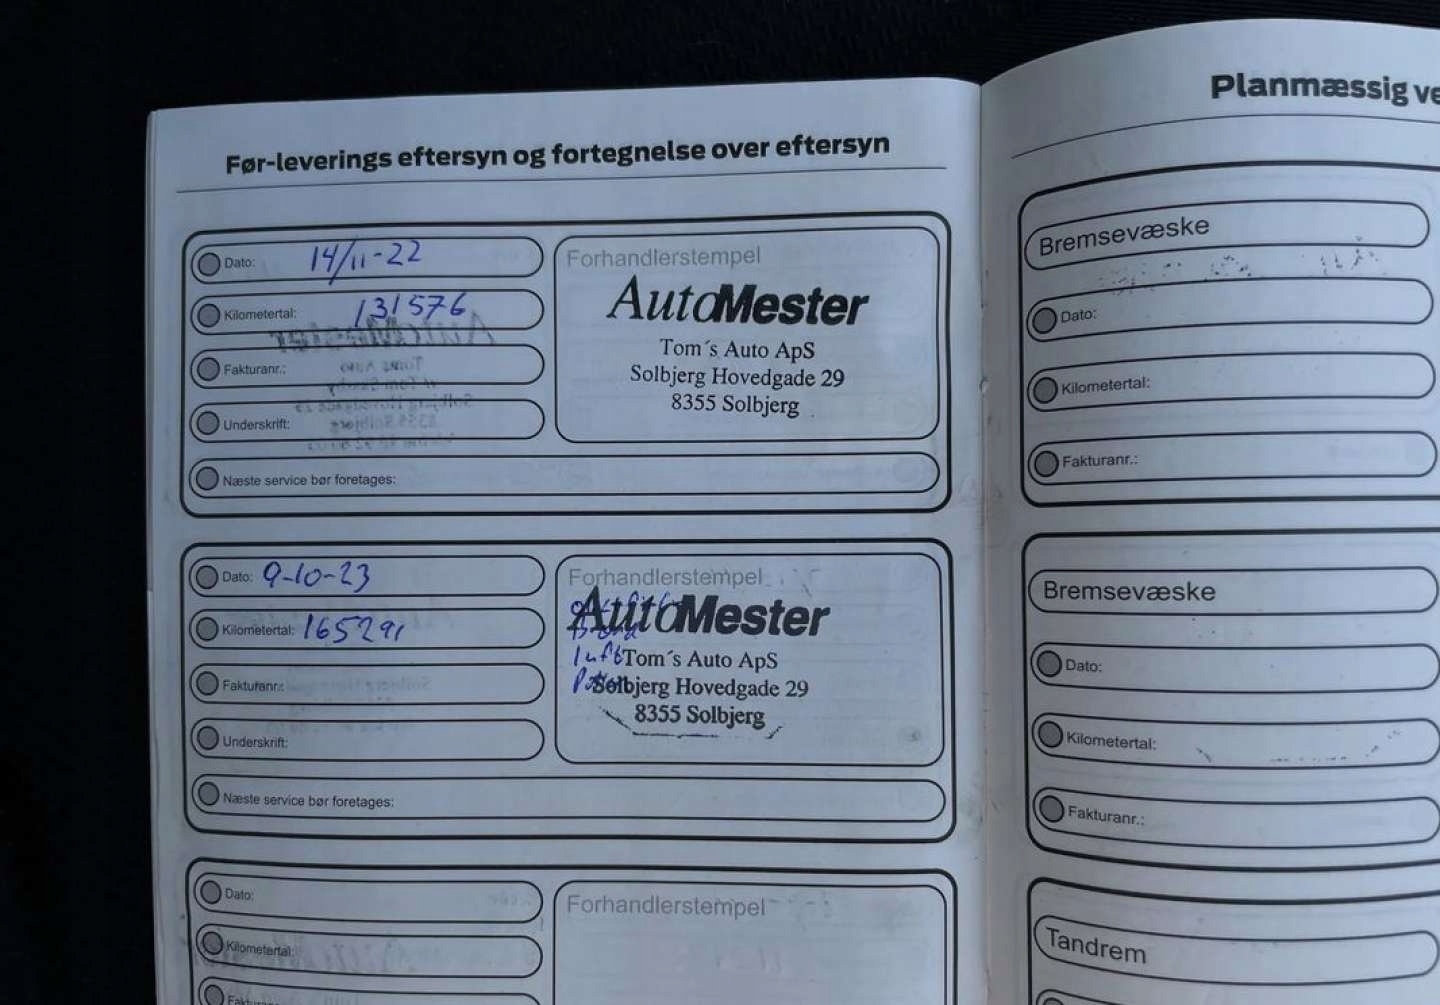 Før-leverings eftersyn og fortegnelse over eftersyn
Dato: 14/11-22
Kilometertal: 131576
Fakturanr.:
Underskrift:
Næste service bør foretages:
Forhandlerstempel
AutoMester
Tom´s Auto ApS
Solbjerg Hovedgade 29
8355 Solbjerg
Dato: 9-10-23
Kilometertal: 165291
Fakturanr.:
Underskrift:
Næste service bør foretages:
Forhandlerstempel
AutoMester
luft Tom´s Auto ApS
Solbjerg Hovedgade 29
8355 Solbjerg
Dato:
Kilometertal:
Forhandlerstempel
Planmæssig ve
Bremsevæske
Dato:
Kilometertal:
Fakturanr.:
Bremsevæske
Dato:
Kilometertal:
Fakturanr.:
Tandrem